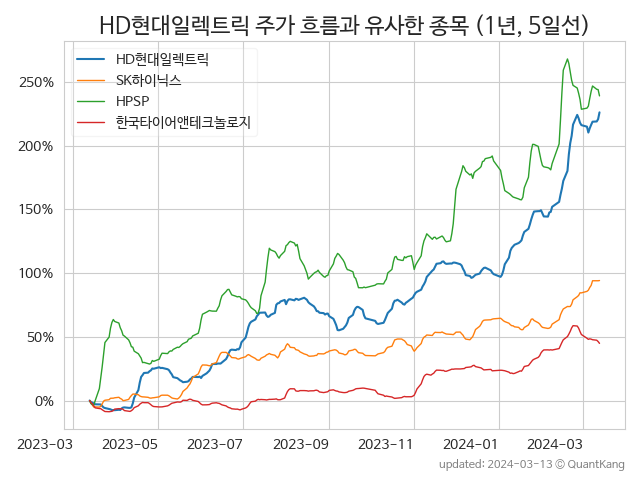 HD현대일렉트릭 주가 흐름과 유사한 종목 (1년, 5일선)
HD현대일렉트릭
SK하이닉스
HPSP
한국타이어앤테크놀로지
250%
200%
150%
100%
50%
0%
2023-03 2023-05 2023-07 2023-09 2023-11 2024-01 2024-03
updated: 2024-03-13 © QuantKang